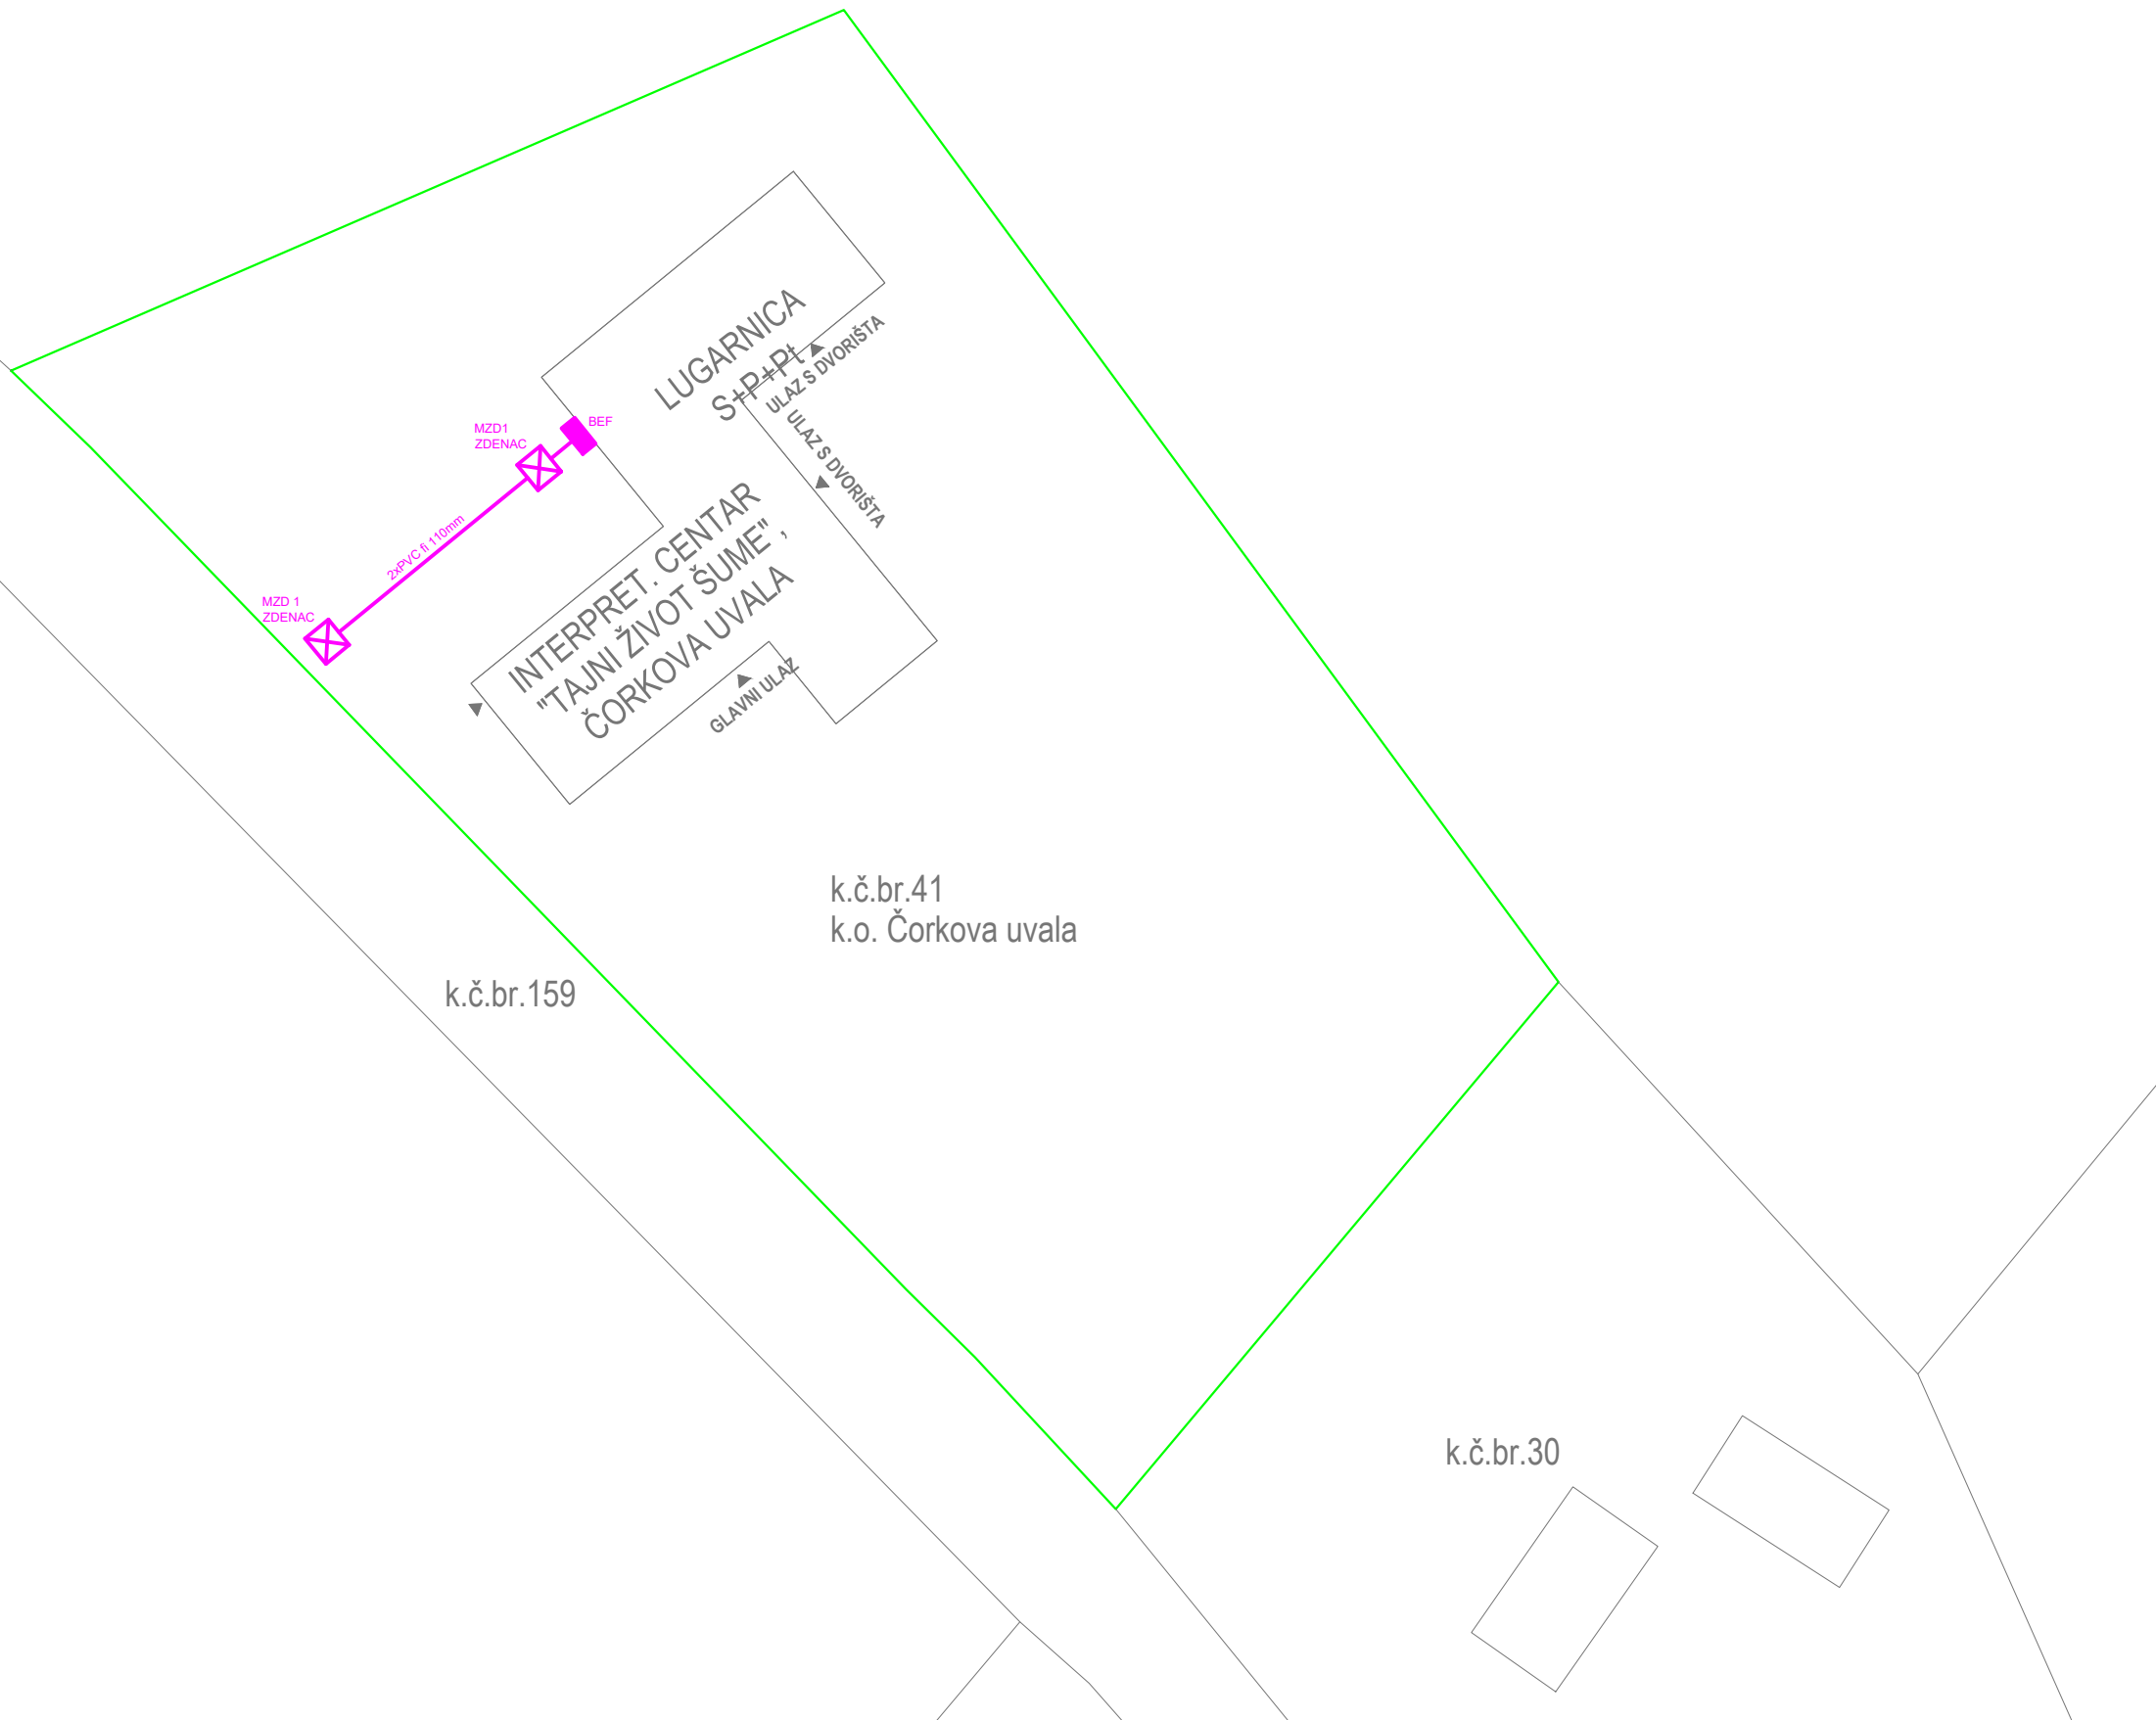 LUGARNICA
S+P+Pt
ULAZ S DVORIŠTA
ULAZ S DVORIŠTA
BEF
MZD1
ZDENAC
2xPVC fi 110mm
MZD 1
ZDENAC
INTERPRET. CENTAR
"TAJNI ŽIVOT ŠUME" ,
ČORKOVA UVALA
GLAVNI ULAZ
k.č.br.41
k.o. Čorkova uvala
k.č.br.159
k.č.br.30